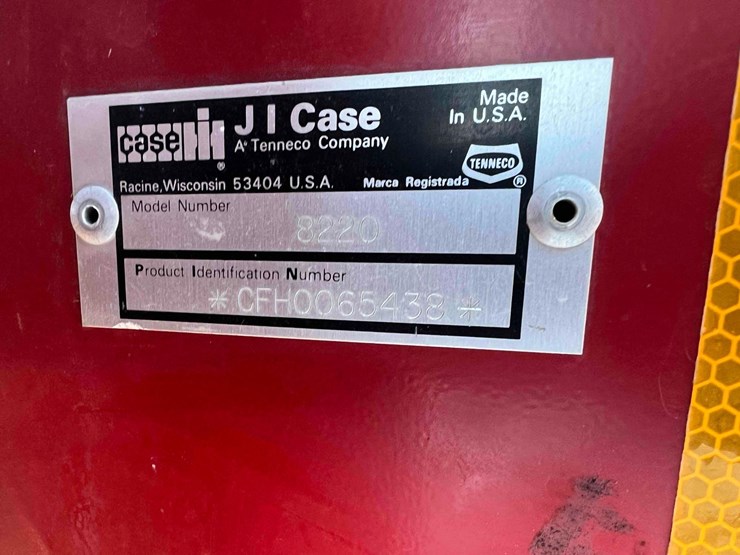 case IH
J I Case
A Tenneco Company
Made
In U.S.A.
TENNECO
®
®
Racine, Wisconsin 53404 U.S.A. Marca Registrada
Model Number
8220
Product Identification Number
*CFH0065438*